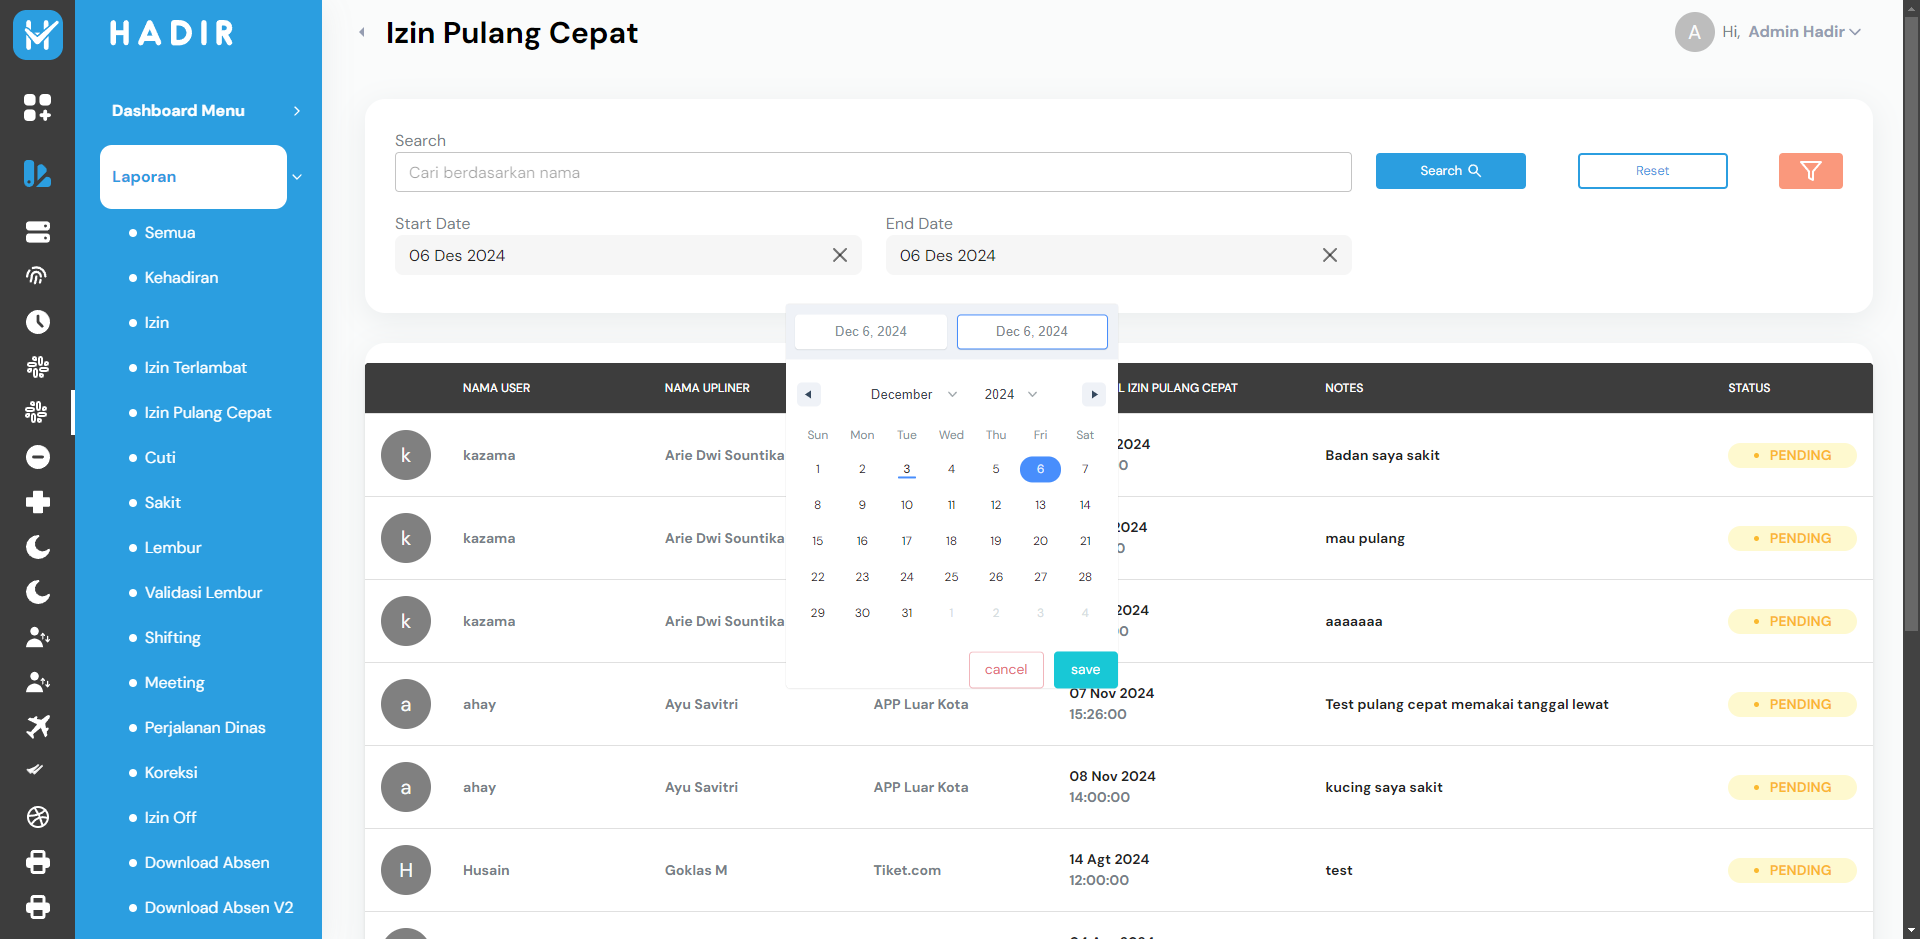 HADIR
Dashboard Menu
Laporan
Semua
Kehadiran
Izin
Izin Terlambat
Izin Pulang Cepat
Cuti
Sakit
Lembur
Validasi Lembur
Shifting
Meeting
Perjalanan Dinas
Koreksi
Izin Off
Download Absen
Download Absen V2
Izin Pulang Cepat
A Hi, Admin Hadir
Search
Cari berdasarkan nama
Search
Reset
Start Date
End Date
06 Des 2024
06 Des 2024
Dec 6, 2024
Dec 6, 2024
December 2024
Sun Mon Tue Wed Thu Fri Sat
1 2 3 4 5 6 7
8 9 10 11 12 13 14
15 16 17 18 19 20 21
22 23 24 25 26 27 28
29 30 31 1 2 3 4
cancel save
NAMA USER NAMA UPLINER L IZIN PULANG CEPAT NOTES STATUS
k kazama Arie Dwi Sountika 2024 Badan saya sakit PENDING
k kazama Arie Dwi Sountika 2024 mau pulang PENDING
k kazama Arie Dwi Sountika 2024 aaaaaaa PENDING
a ahay Ayu Savitri APP Luar Kota 07 Nov 2024 Test pulang cepat memakai tanggal lewat PENDING
15:26:00
a ahay Ayu Savitri APP Luar Kota 08 Nov 2024 kucing saya sakit PENDING
14:00:00
H Husain Goklas M Tiket.com 14 Agt 2024 test PENDING
12:00:00